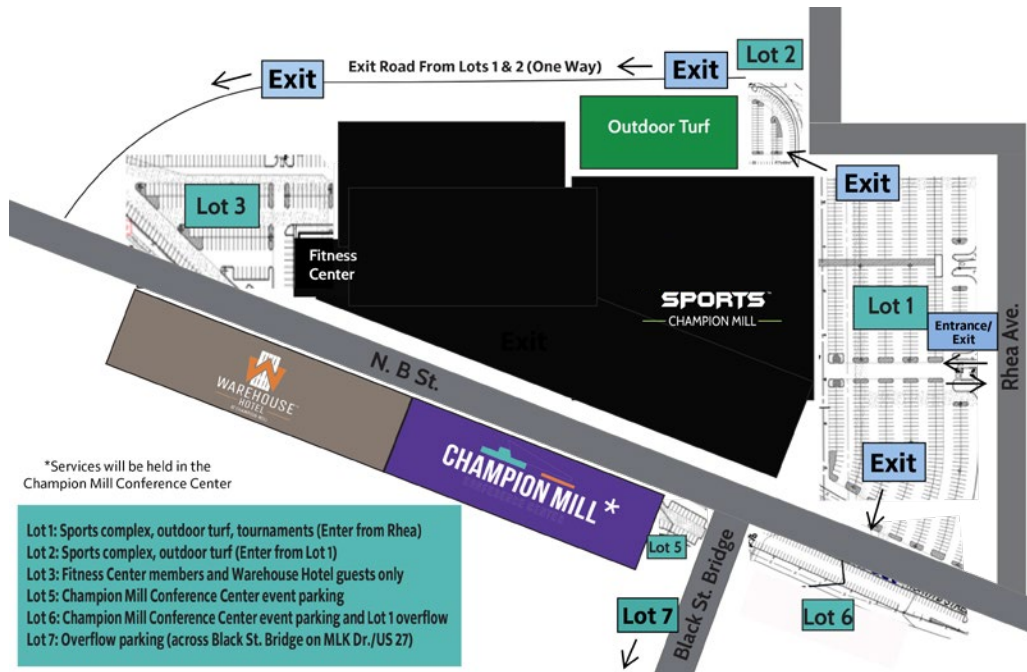 Lot 2
Exit Road From Lots 1 & 2 (One Way)
Exit
Exit
Outdoor Turf
Exit
Lot 3
Fitness
Center
SPORTS™
CHAMPION MILL
Lot 1
Entrance/
Exit
Rhea Ave.
Exit
N. B St.
WAREHOUSE
HOTEL
CHAMPION MILL*
CONFERENCE CENTER
Exit
*Services will be held in the
Champion Mill Conference Center
Lot 5
Black St. Bridge
Lot 6
Lot 7
Lot 1: Sports complex, outdoor turf, tournaments (Enter from Rhea)
Lot 2: Sports complex, outdoor turf (Enter from Lot 1)
Lot 3: Fitness Center members and Warehouse Hotel guests only
Lot 5: Champion Mill Conference Center event parking
Lot 6: Champion Mill Conference Center event parking and Lot 1 overflow
Lot 7: Overflow parking (across Black St. Bridge on MLK Dr./US 27)